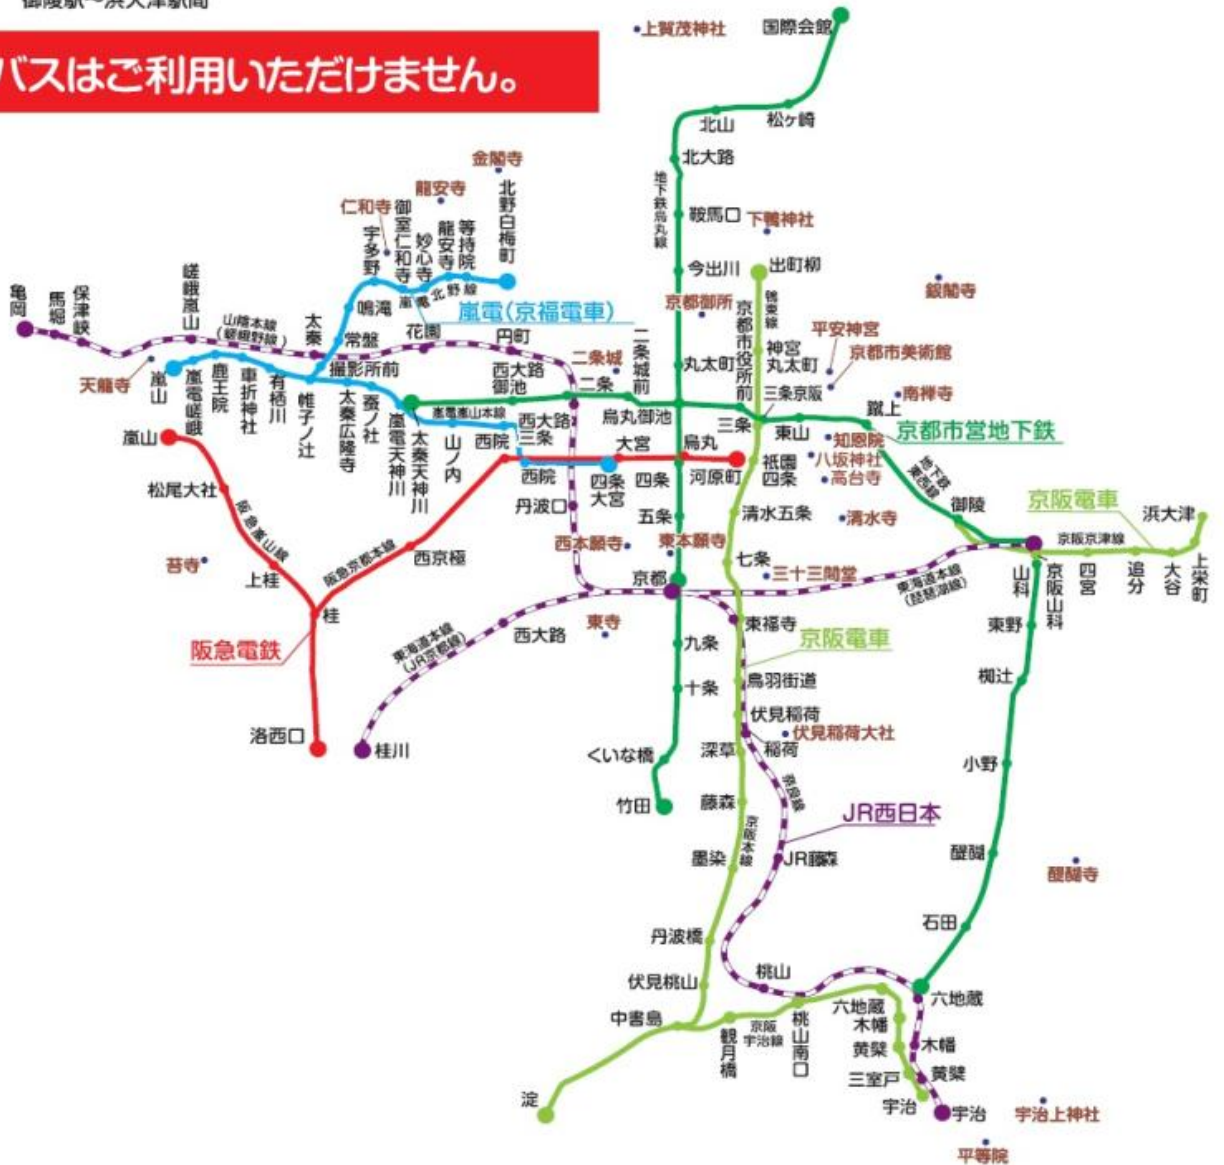 御陵駅～浜大津駅間
バスはご利用いただけません。
上賀茂神社
国際会館
松ヶ崎
北山
北大路
地下鉄烏丸線
鞍馬口
下鴨神社
今出川
出町柳
銀閣寺
金閣寺
龍安寺
仁和寺
北野白梅町
等持院
龍安寺
妙心寺
御室仁和寺
宇多野
鳴滝
常盤
嵐電北野線
嵐電（京福電車）
亀岡
馬堀
保津峡
嵯峨嵐山
山陰本線
（嵯峨野線）
太秦
花園
円町
二条城
二条
二条城前
京都御所
丸太町
京都市役所前
鴨東線
神宮
丸太町
平安神宮
京都市美術館
南禅寺
天龍寺
嵐山
嵐電嵯峨
鹿王院
車折神社
有栖川
帷子ノ辻
撮影所前
太秦広隆寺
蚕ノ社
嵐電天神川
太秦天神川
嵐電嵐山本線
山ノ内
西大路
御池
西大路
三条
西院
西院
烏丸御池
三条
三条京阪
東山
蹴上
京都市営地下鉄
知恩院
八坂神社
高台寺
嵐山
松尾大社
阪急嵐山線
上桂
苔寺
桂
阪急京都本線
西京極
大宮
四条
大宮
烏丸
四条
河原町
祇園
四条
丹波口
五条
清水五条
清水寺
地下鉄
東西線
御陵
京阪電車
浜大津
京阪京津線
上栄町
大谷
追分
四宮
京阪山科
山科
西本願寺
東本願寺
七条
三十三間堂
京都
東海道本線
（琵琶湖線）
東野
椥辻
阪急電鉄
洛西口
東海道本線
（JR京都線）
西大路
桂川
東寺
九条
十条
くいな橋
竹田
東福寺
京阪電車
鳥羽街道
伏見稲荷
伏見稲荷大社
稲荷
深草
奈良線
藤森
京阪本線
墨染
JR藤森
JR西日本
小野
醍醐
醍醐寺
石田
丹波橋
伏見桃山
桃山
中書島
観月橋
京阪
宇治線
桃山南口
六地蔵
六地蔵
木幡
木幡
黄檗
黄檗
三室戸
宇治
宇治
淀
宇治上神社
平等院